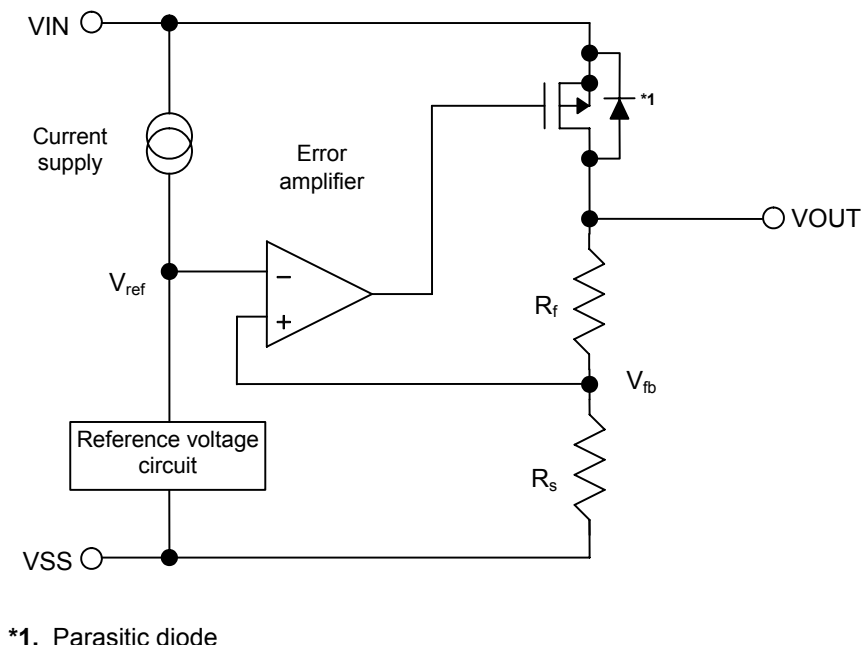 VIN
*1
Current
supply
Error
amplifier
VOUT
Vref
−
+
Rf
Vfb
Reference voltage
circuit
Rs
VSS
*1. Parasitic diode